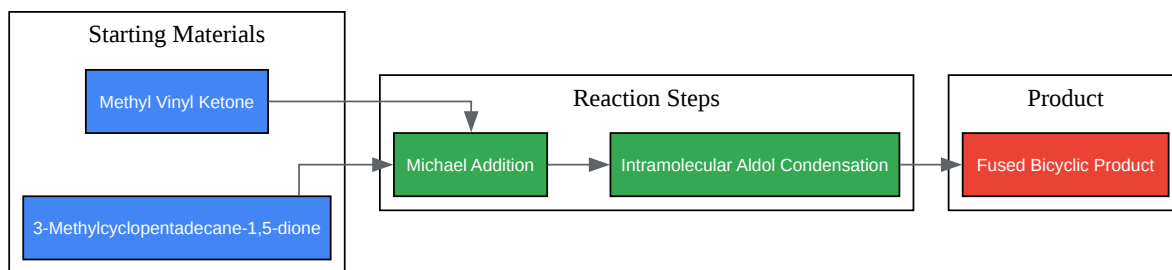 Starting Materials
Methyl Vinyl Ketone
3-Methylcyclopentadecane-1,5-dione
Reaction Steps
Michael Addition
Intramolecular Aldol Condensation
Product
Fused Bicyclic Product